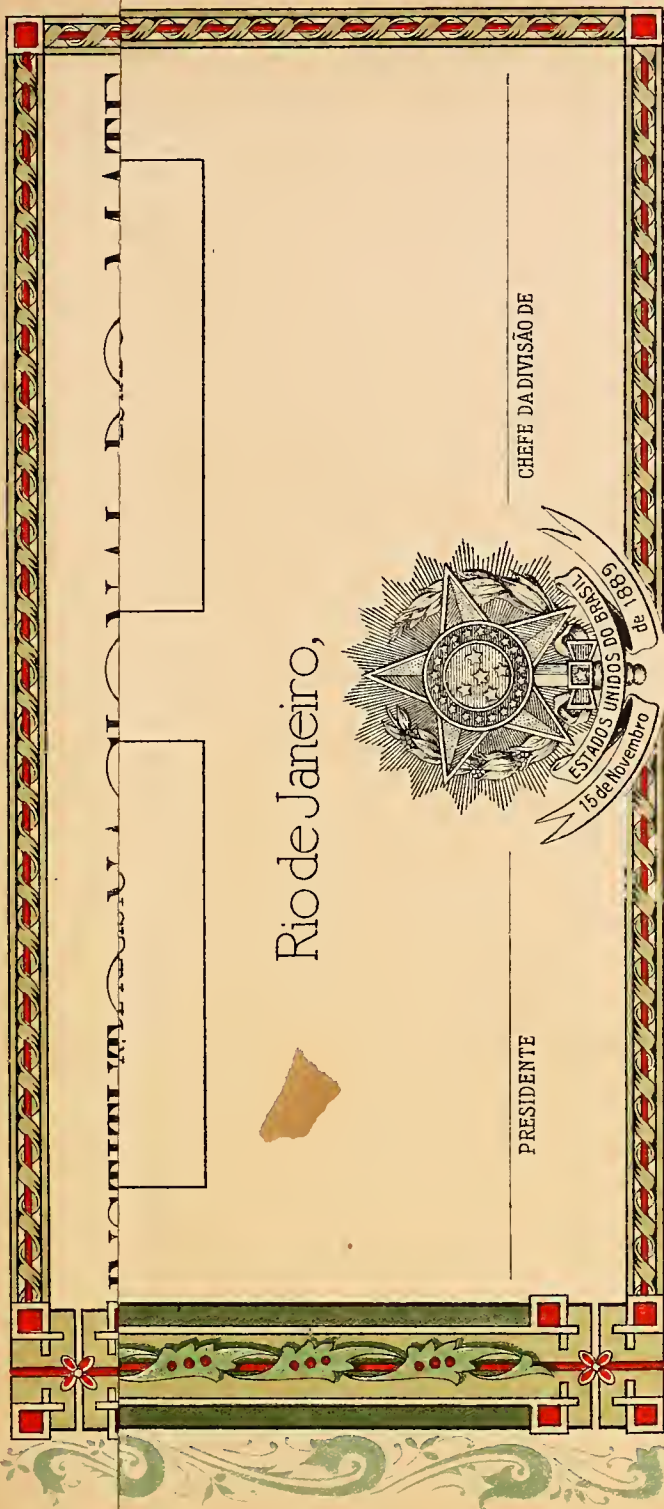 Rio de Janeiro,
PRESIDENTE
CHEFE DA DIVISÃO DE
ESTADOS UNIDOS DO BRASIL
15 de Novembro
de 1889